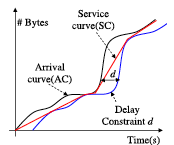 # Bytes
Service
curve(SC)
Arrival
curve(AC)
d
Delay
Constraint d
Time(s)